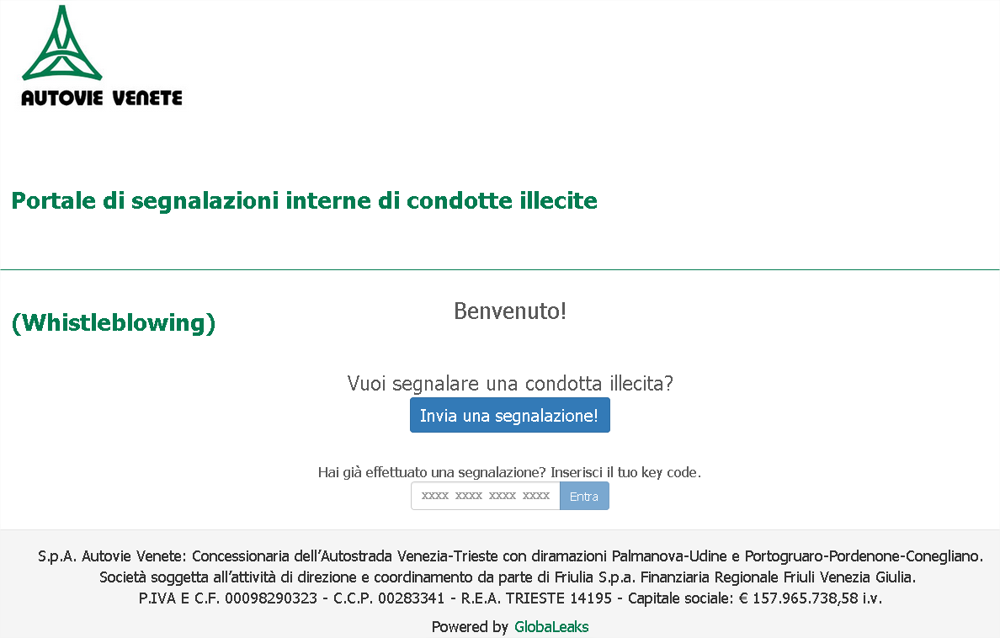 AUTOVIE VENETE
Portale di segnalazioni interne di condotte illecite
(Whistleblowing)
Benvenuto!
Vuoi segnalare una condotta illecita?
Invia una segnalazione!
Hai già effettuato una segnalazione? Inserisci il tuo key code.
xxxx xxxx xxxx xxxx Entra
S.p.A. Autovie Venete: Concessionaria dell’Autostrada Venezia-Trieste con diramazioni Palmanova-Udine e Portogruaro-Pordenone-Conegliano.
Società soggetta all’attività di direzione e coordinamento da parte di Friulia S.p.a. Finanziaria Regionale Friuli Venezia Giulia.
P.IVA E C.F. 00098290323 - C.C.P. 00283341 - R.E.A. TRIESTE 14195 - Capitale sociale: € 157.965.738,58 i.v.
Powered by GlobaLeaks